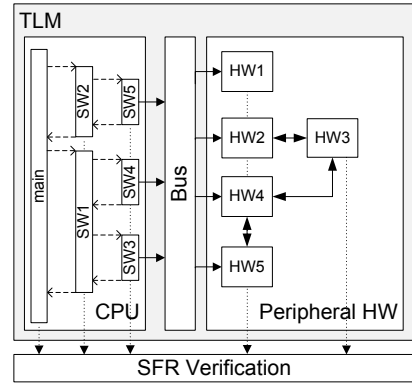 TLM
main
SW2
SW5
SW1
SW4
SW3
CPU
Bus
HW1
HW2
HW3
HW4
HW5
Peripheral HW
SFR Verification